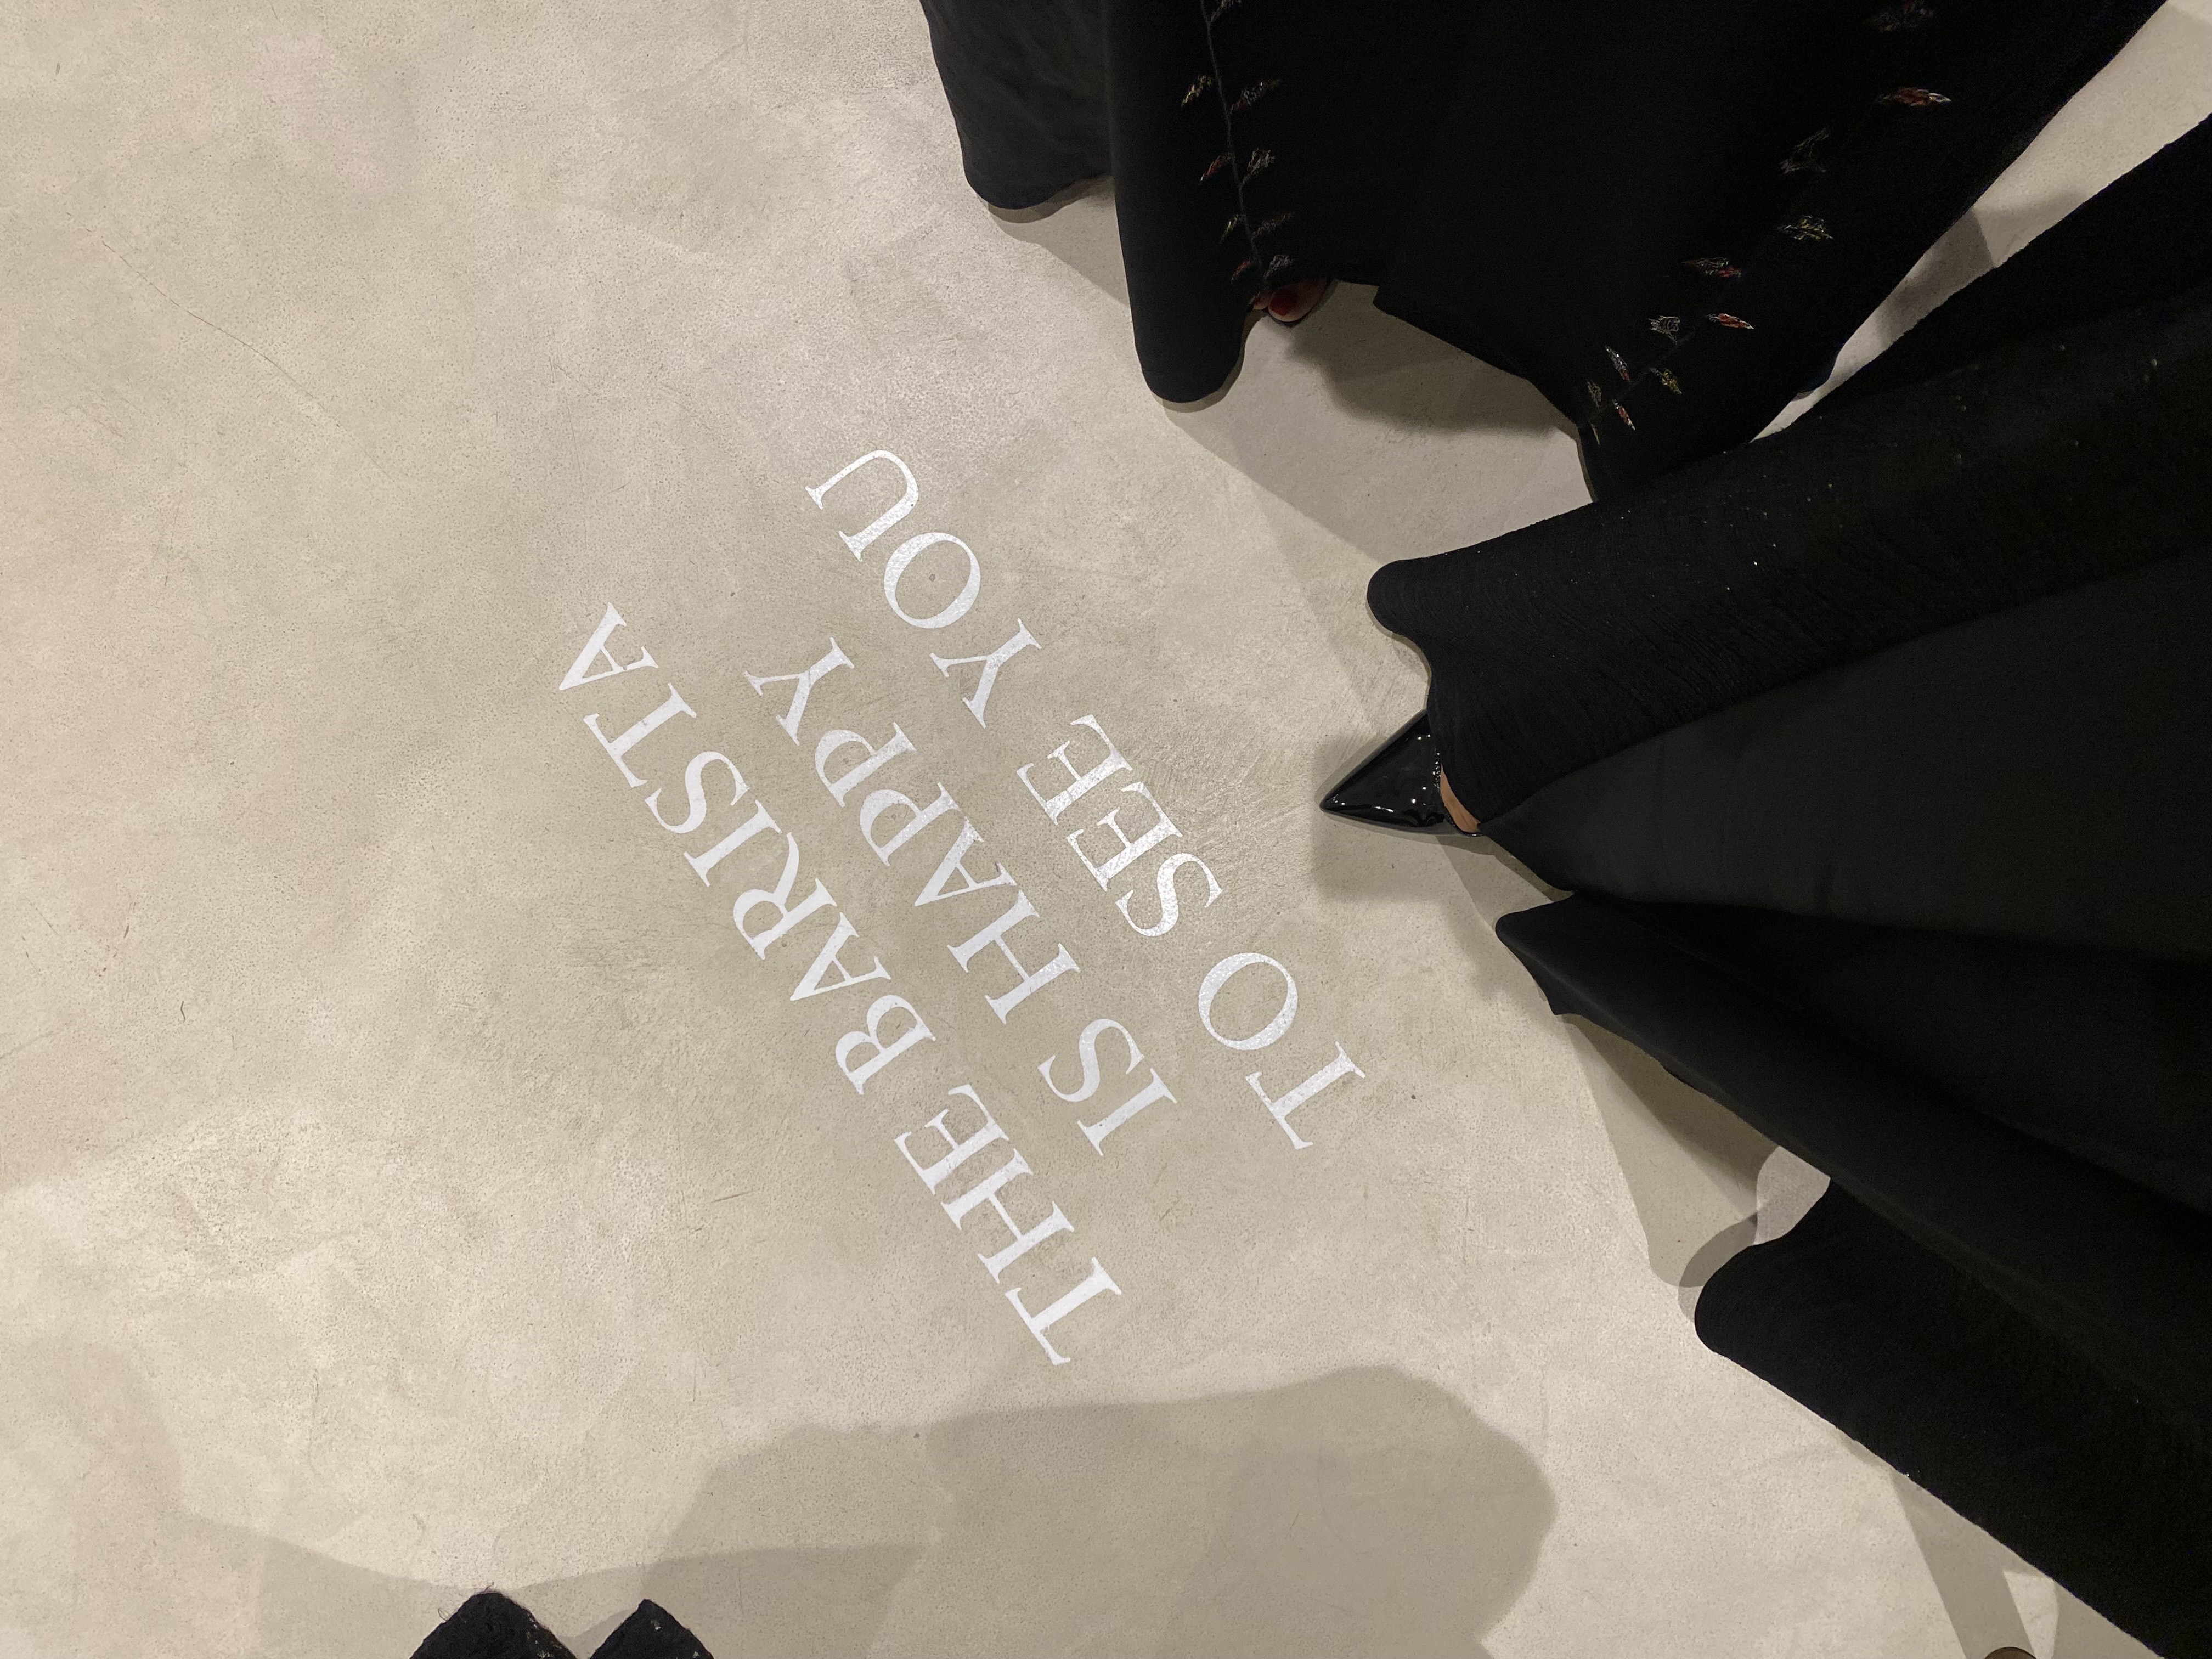 THE BARISTA
IS HAPPY
TO SEE YOU